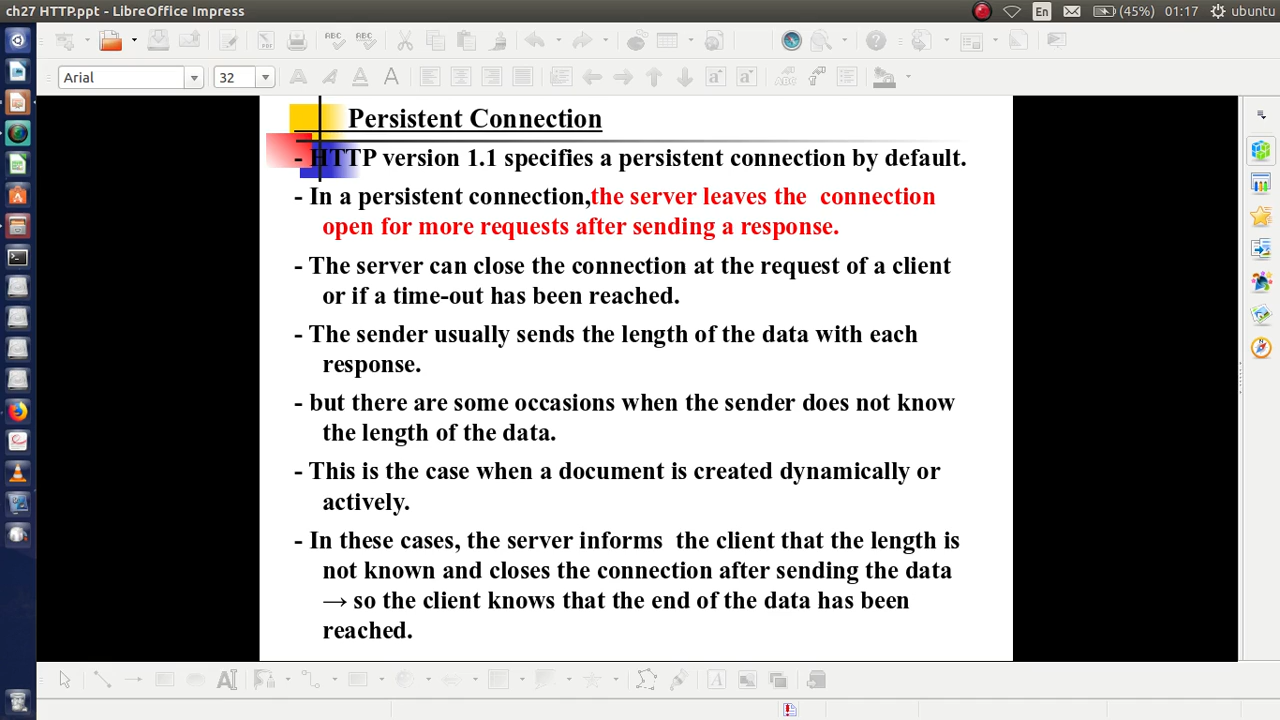 ch27 HTTP.ppt - LibreOffice Impress
En
(45%)
01:17
ubuntu
ABC
ABC
Arial
32
Persistent Connection
- HTTP version 1.1 specifies a persistent connection by default.
- In a persistent connection,the server leaves the  connection
open for more requests after sending a response.
- The server can close the connection at the request of a client
or if a time-out has been reached.
- The sender usually sends the length of the data with each
response.
- but there are some occasions when the sender does not know
the length of the data.
- This is the case when a document is created dynamically or
actively.
- In these cases, the server informs  the client that the length is
not known and closes the connection after sending the data
→ so the client knows that the end of the data has been
reached.